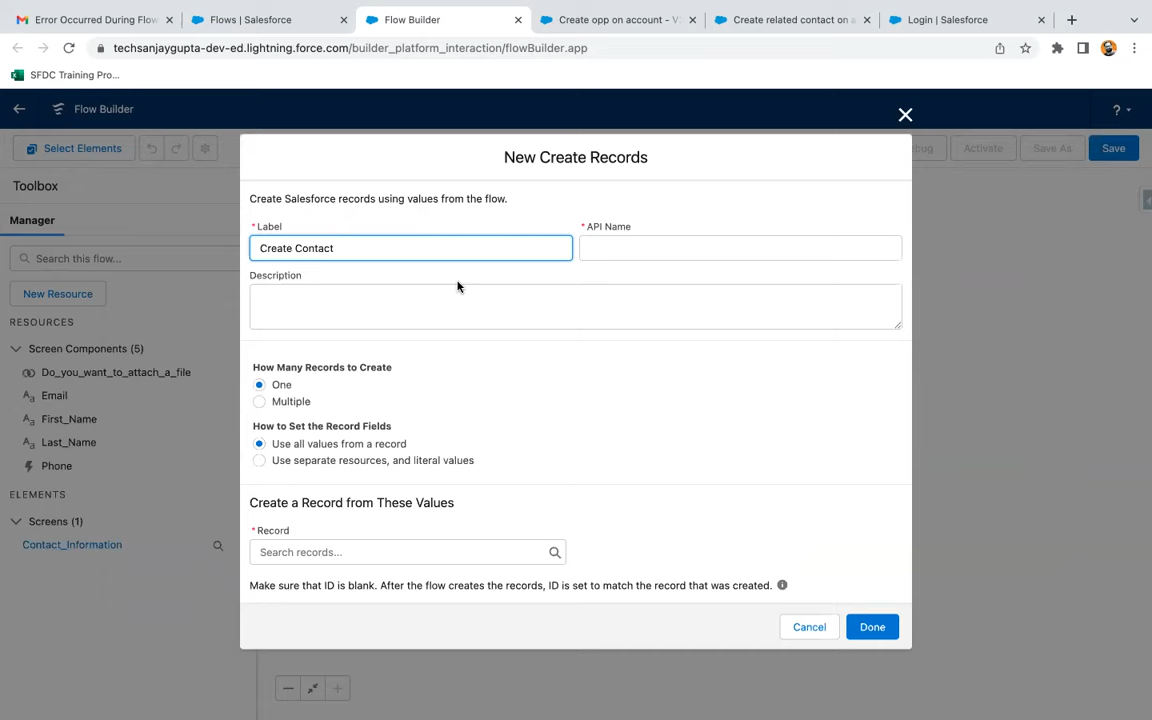 Error Occurred During Flow
Flows | Salesforce
Flow Builder
Create opp on account - V
Create related contact on a
Login | Salesforce
techsanjaygupta-dev-ed.lightning.force.com/builder_platform_interaction/flowBuilder.app
SFDC Training Pro...
Flow Builder
?
Select Elements
Activate
Save As
Save
Toolbox
Manager
Search this flow...
New Resource
RESOURCES
Screen Components (5)
Do_you_want_to_attach_a_file
Email
First_Name
Last_Name
Phone
ELEMENTS
Screens (1)
Contact_Information
New Create Records
Create Salesforce records using values from the flow.
* Label
* API Name
Create Contact
Description
How Many Records to Create
One
Multiple
How to Set the Record Fields
Use all values from a record
Use separate resources, and literal values
Create a Record from These Values
* Record
Search records...
Make sure that ID is blank. After the flow creates the records, ID is set to match the record that was created.
Cancel
Done